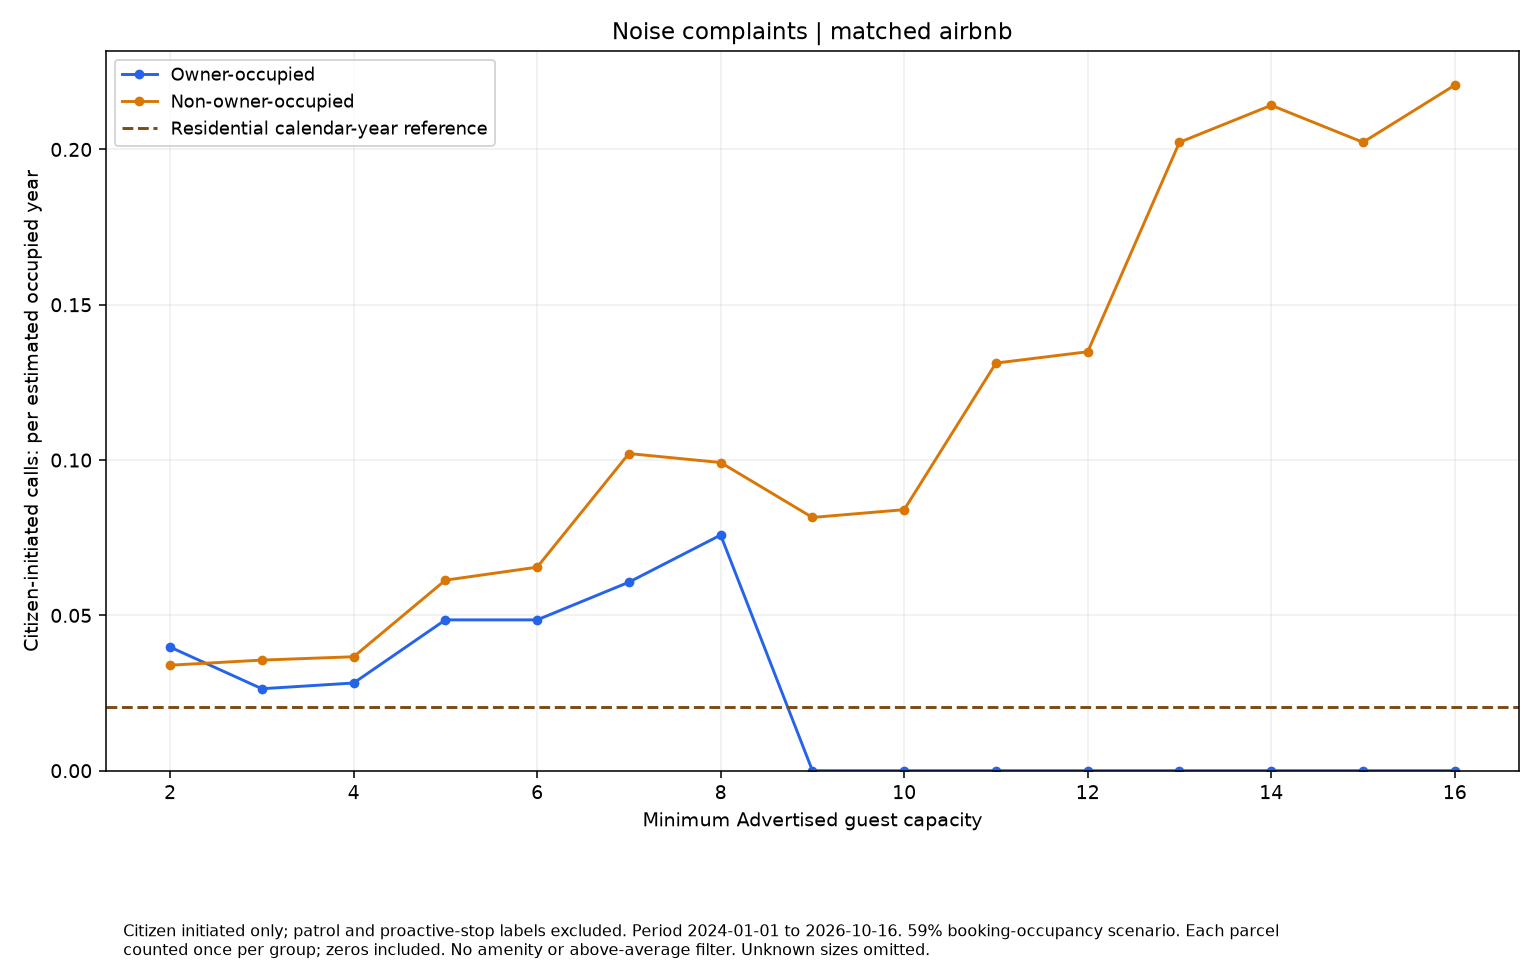 Noise complaints | matched airbnb
Owner-occupied
Non-owner-occupied
Residential calendar-year reference
Citizen-initiated calls: per estimated occupied year
0.20
0.15
0.10
0.05
0.00
2 4 6 8 10 12 14 16
Minimum Advertised guest capacity
Citizen initiated only; patrol and proactive-stop labels excluded. Period 2024-01-01 to 2026-10-16. 59% booking-occupancy scenario. Each parcel
counted once per group; zeros included. No amenity or above-average filter. Unknown sizes omitted.